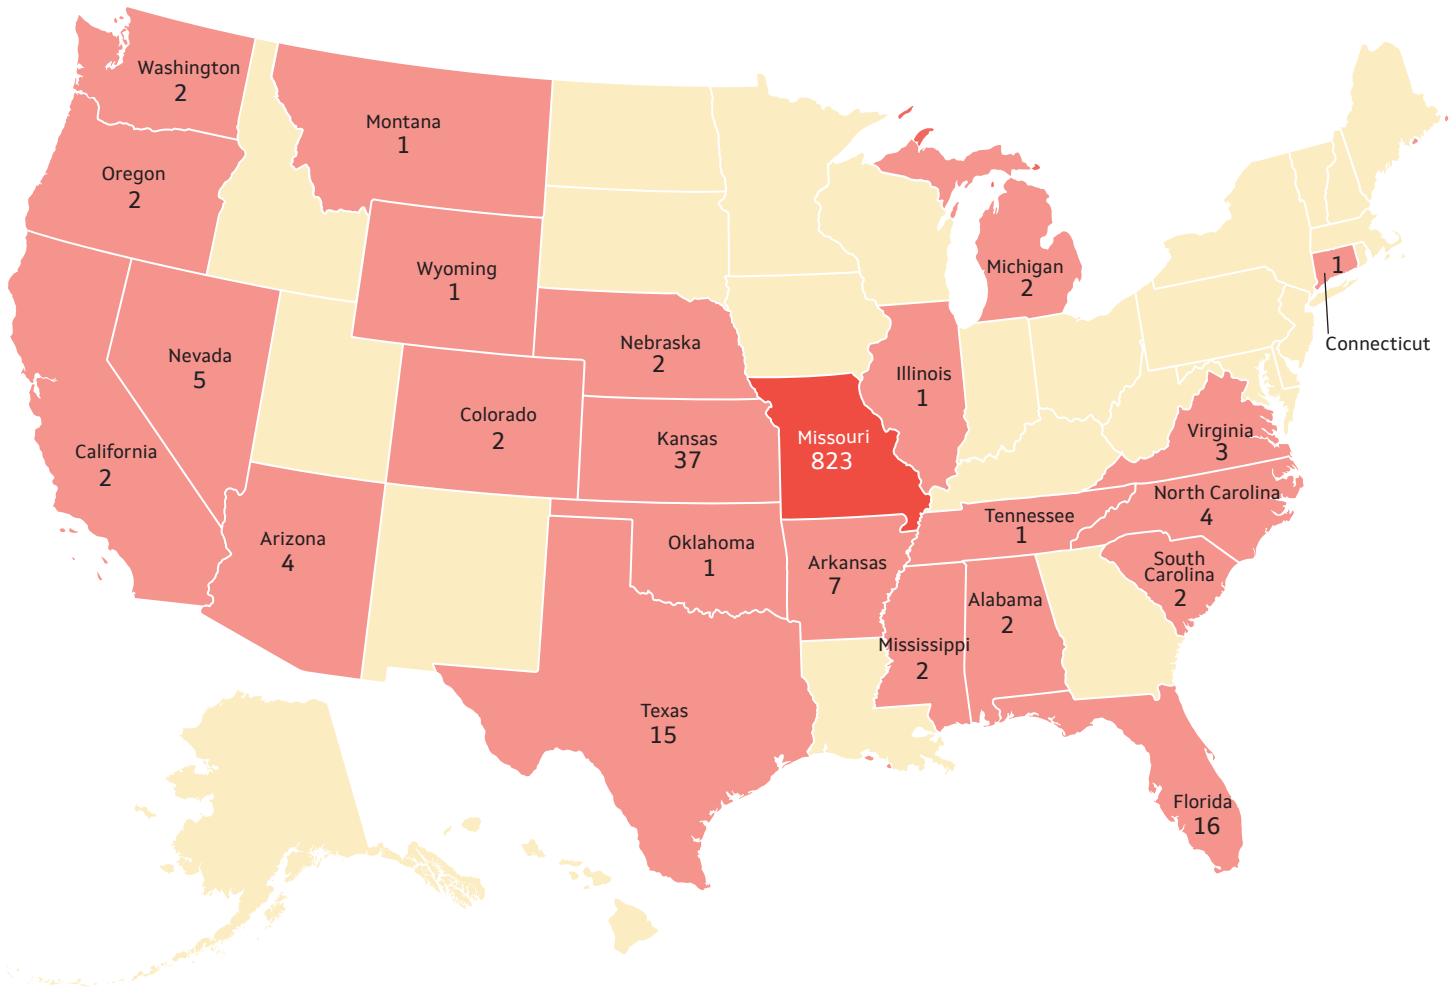 Washington
2
Montana
1
Oregon
2
Wyoming
1
Michigan
2
1
Connecticut
Nebraska
2
Nevada
5
Illinois
1
Colorado
2
Kansas
37
Missouri
823
Virginia
3
California
2
North Carolina
4
Tennessee
1
Arizona
4
Oklahoma
1
Arkansas
7
South
Carolina
2
Alabama
2
Mississippi
2
Texas
15
Florida
16